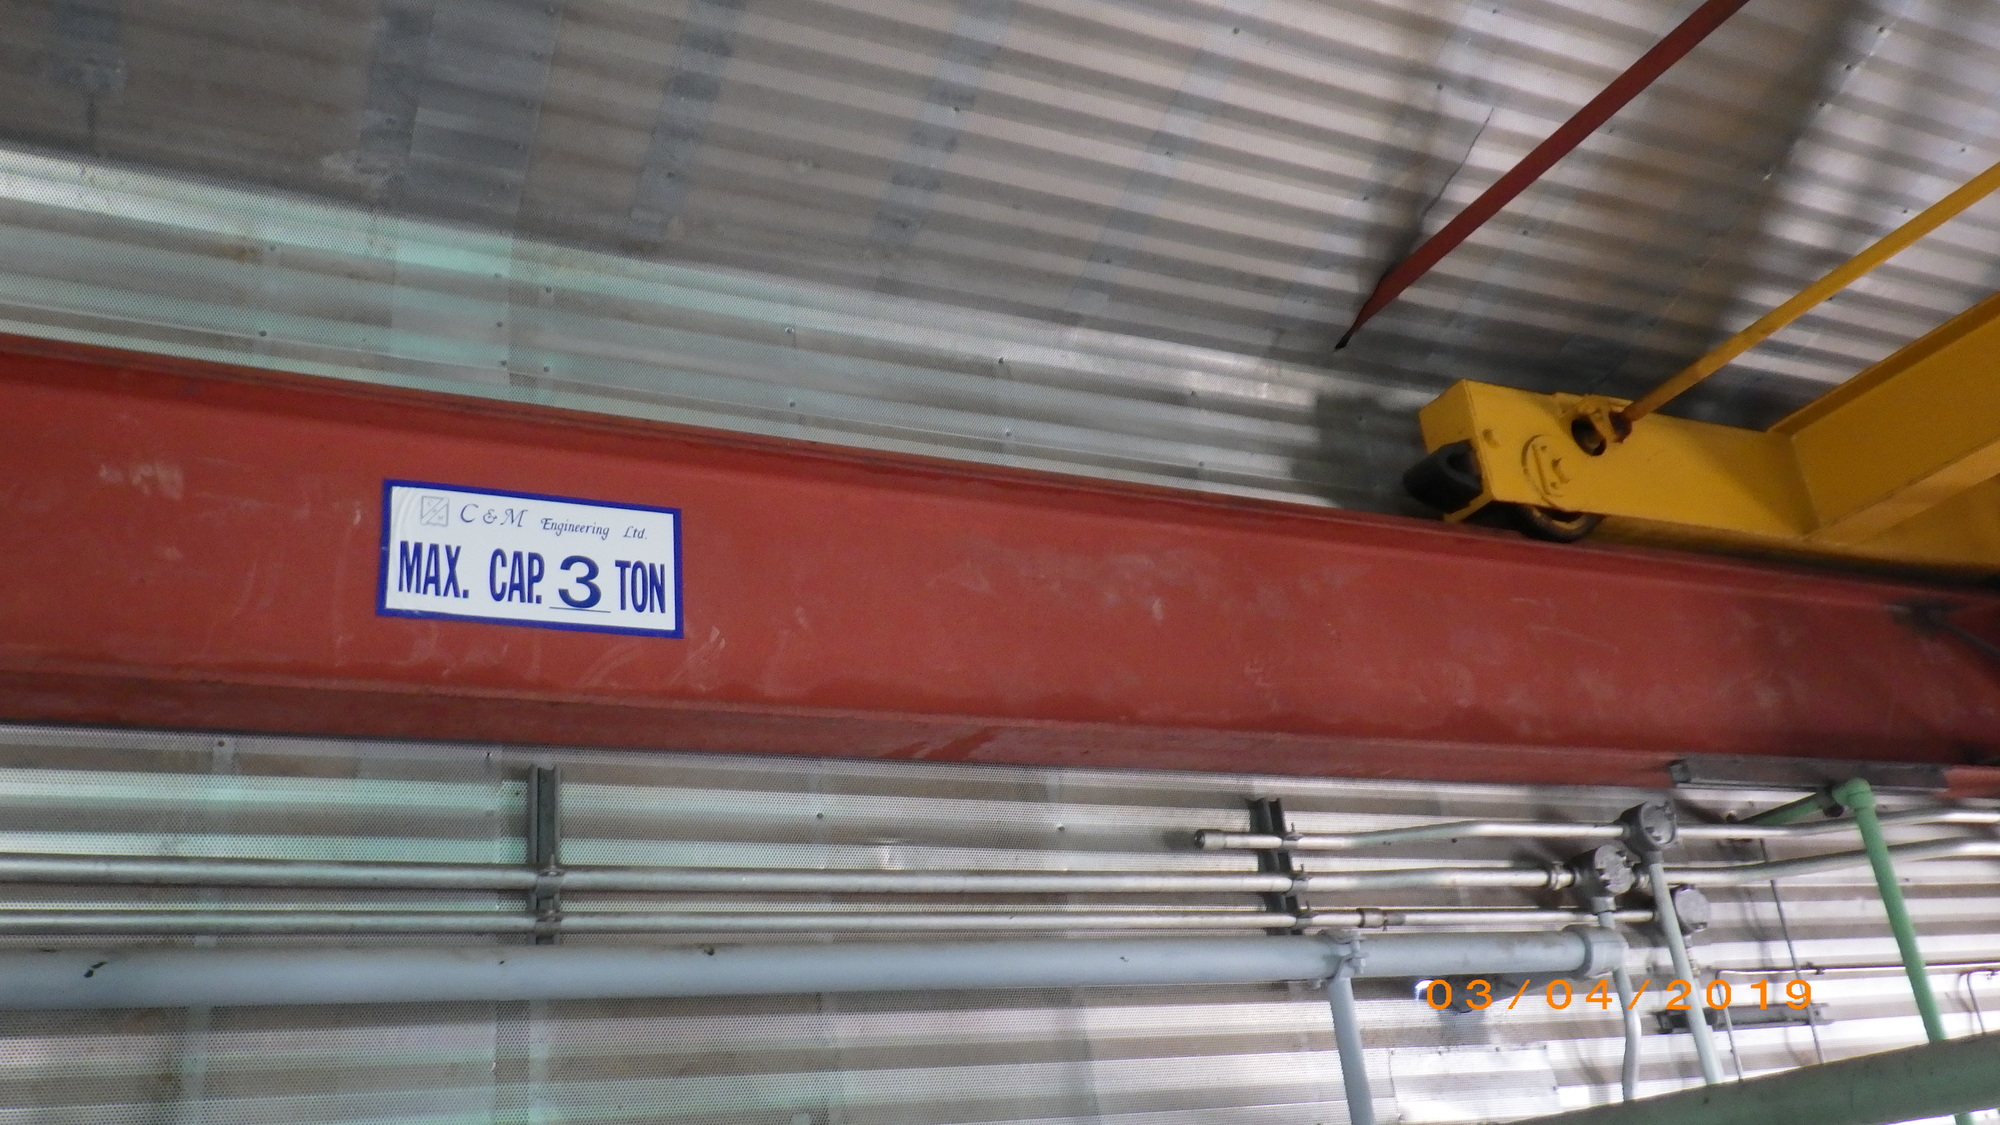 C & M Engineering Ltd.
MAX. CAP. 3 TON
03/04/2019